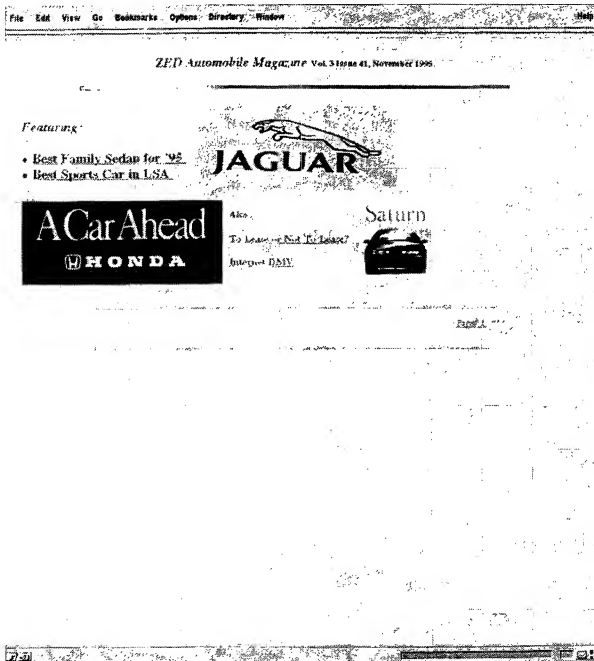 File Edit View Go Bookmarks Options Directory Window Help
ZED Automobile Magazine Vol. 3 Issue 41, November 1995
Featuring:
• Best Family Sedan for '95
• Best Sports Car in USA
JAGUAR
A Car Ahead
HONDA
Also
To Lease or Not To Lease?
Internet DMV
Saturn